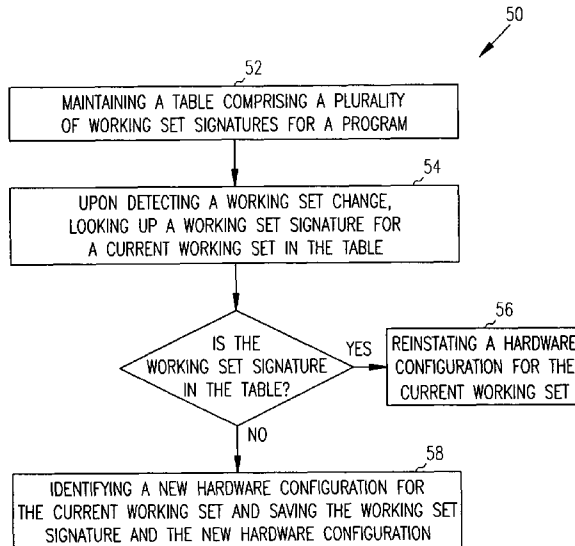 50
52
MAINTAINING A TABLE COMPRISING A PLURALITY
OF WORKING SET SIGNATURES FOR A PROGRAM
54
UPON DETECTING A WORKING SET CHANGE,
LOOKING UP A WORKING SET SIGNATURE FOR
A CURRENT WORKING SET IN THE TABLE
IS THE
WORKING SET SIGNATURE
IN THE TABLE?
YES
56
REINSTATING A HARDWARE
CONFIGURATION FOR THE
CURRENT WORKING SET
NO
58
IDENTIFYING A NEW HARDWARE CONFIGURATION FOR
THE CURRENT WORKING SET AND SAVING THE WORKING SET
SIGNATURE AND THE NEW HARDWARE CONFIGURATION